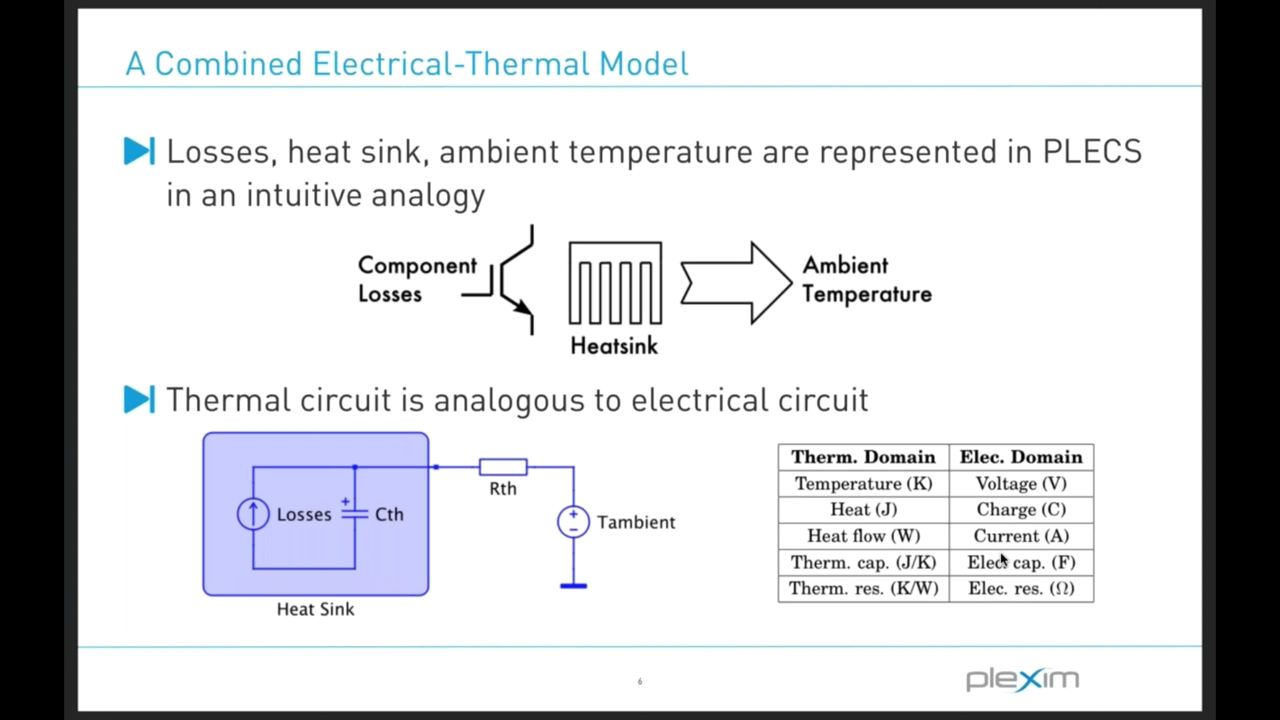 A Combined Electrical-Thermal Model
Losses, heat sink, ambient temperature are represented in PLECS
in an intuitive analogy
Component
Losses
Heatsink
Ambient
Temperature
Thermal circuit is analogous to electrical circuit
Losses
+
Cth
Rth
+
−
Tambient
Heat Sink
Therm. Domain Elec. Domain
Temperature (K) Voltage (V)
Heat (J) Charge (C)
Heat flow (W) Current (A)
Therm. cap. (J/K) Elec. cap. (F)
Therm. res. (K/W) Elec. res. (Ω)
6
plexim